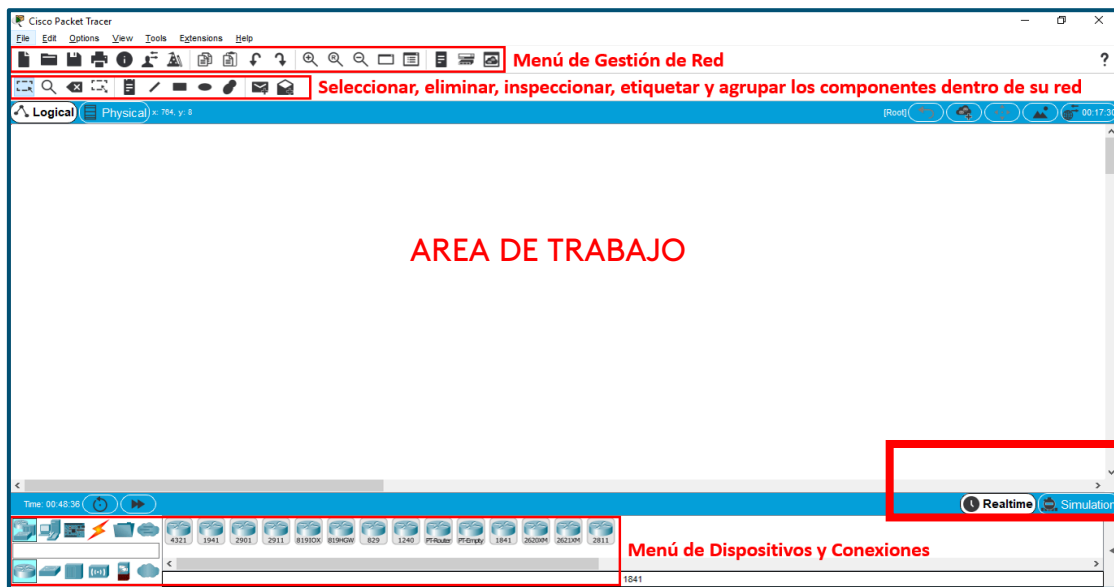 Cisco Packet Tracer
File Edit Options View Tools Extensions Help
Menú de Gestión de Red
?
Seleccionar, eliminar, inspeccionar, etiquetar y agrupar los componentes dentro de su red
Logical Physical x: 764, y: 8 [Root] 00:17:30
AREA DE TRABAJO
Time: 00:48:36 Realtime Simulation
4321 1941 2901 2911 819IOX 819HGW 829 1240 PT-Router PT-Empty 1841 2620XM 2621XM 2811
Menú de Dispositivos y Conexiones
1841